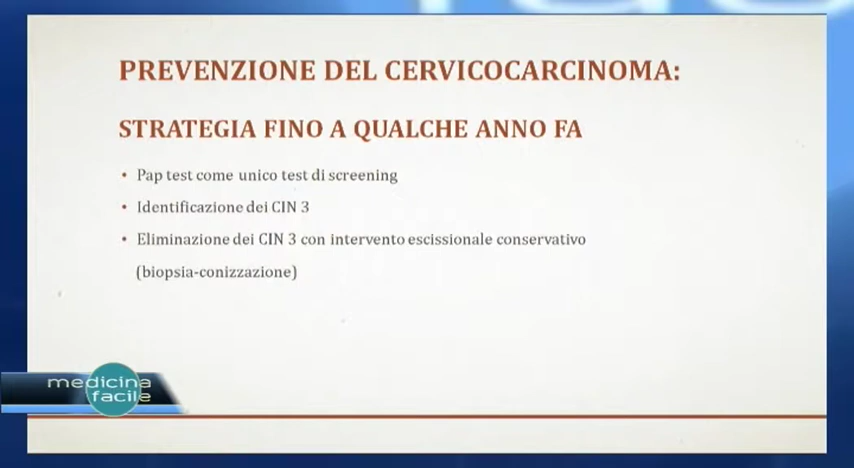 PREVENZIONE DEL CERVICOCARCINOMA:
STRATEGIA FINO A QUALCHE ANNO FA
• Pap test come unico test di screening
• Identificazione dei CIN 3
• Eliminazione dei CIN 3 con intervento escissionale conservativo
(biopsia-conizzazione)
medicina
facile